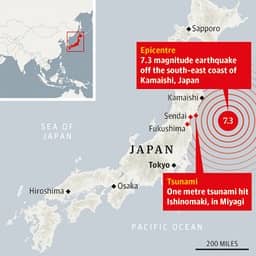 Sapporo
Epicentre
7.3 magnitude earthquake
off the south-east coast of
Kamaishi, Japan
Kamaishi
SEA OF
JAPAN
Sendai
Fukushima
7.3
JAPAN
Tokyo
Tsunami
One metre tsunami hit
Ishinomaki, in Miyagi
Hiroshima
Osaka
PACIFIC OCEAN
200 MILES